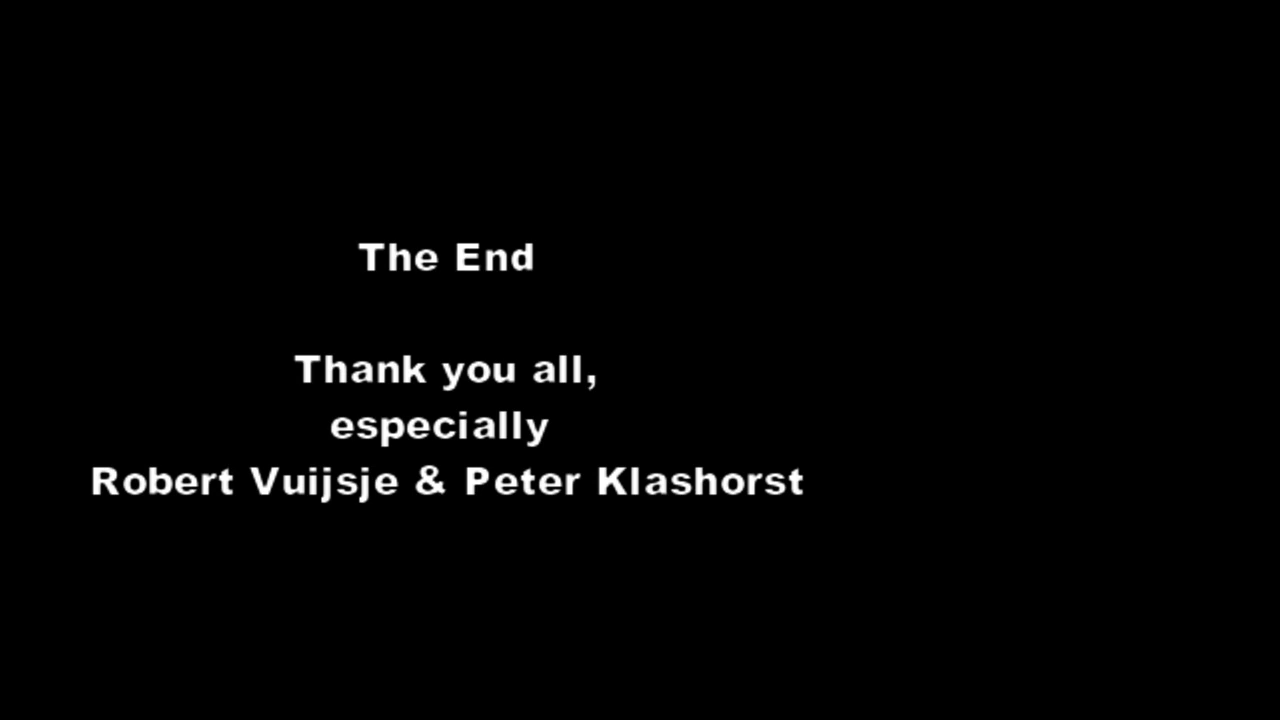 The End
Thank you all,
especially
Robert Vuijsje & Peter Klashorst